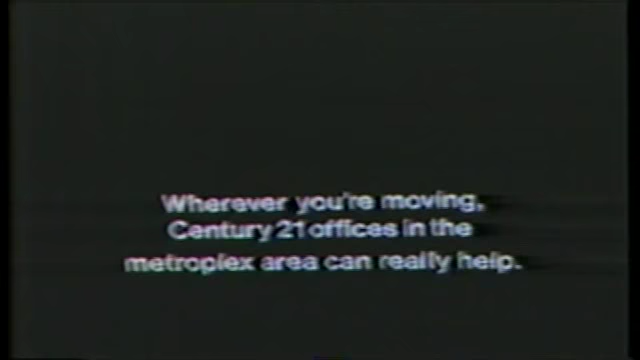 Wherever you're moving,
Century 21 offices in the
metroplex area can really help.